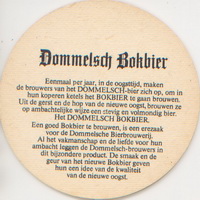 Dommelsch Bokbier
Eenmaal per jaar, in de oogsttijd, maken
de brouwers van het DOMMELSCH-bier zich op, om in
hun koperen ketels het BOKBIER te gaan brouwen.
Uit de gerst en de hop van de nieuwe oogst, brouwen ze
op ambachtelijke wijze een stevig en volmondig bier.
Het DOMMELSCH BOKBIER.
Een goed Bokbier te brouwen, is een erezaak
voor de Dommelsche Bierbrouwerij.
Al het vakmanschap en de liefde voor hun
ambacht leggen de Dommelsch-brouwers in
dit bijzondere product. De smaak en de
geur van het nieuwe Bokbier geven
hun een idee van de kwaliteit
van de nieuwe oogst.